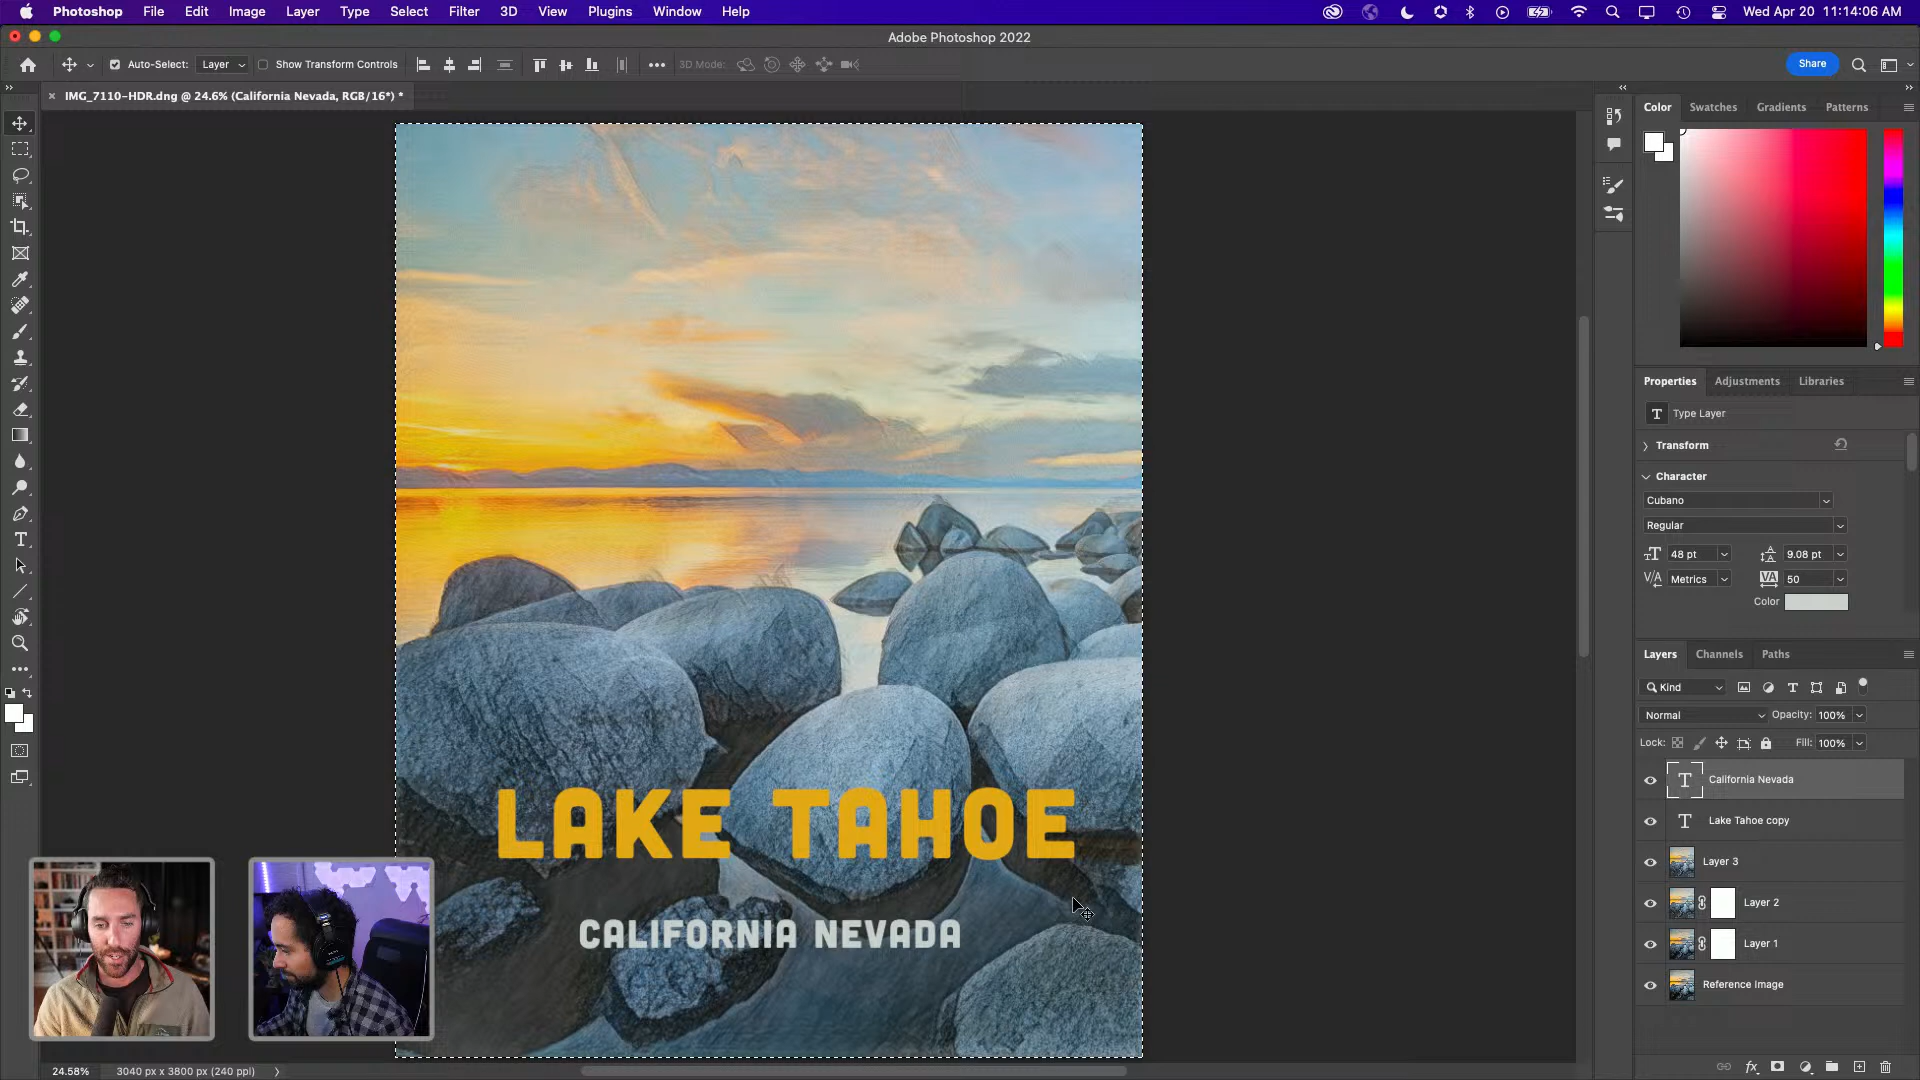 Photoshop File Edit Image Layer Type Select Filter 3D View Plugins Window Help Wed Apr 20 11:14:06 AM
Adobe Photoshop 2022
Auto-Select: Layer Show Transform Controls 3D Mode: Share
IMG_7110-HDR.dng @ 24.6% (California Nevada, RGB/16*) *
Color Swatches Gradients Patterns
Properties Adjustments Libraries
T Type Layer
Transform
Character
Cubano
Regular
48 pt 9.08 pt
Metrics 50
Color
Layers Channels Paths
Kind
Normal Opacity: 100%
Lock: Fill: 100%
California Nevada
Lake Tahoe copy
Layer 3
Layer 2
Layer 1
Reference Image
LAKE TAHOE
CALIFORNIA NEVADA
24.58% 3040 px x 3800 px (240 ppi)